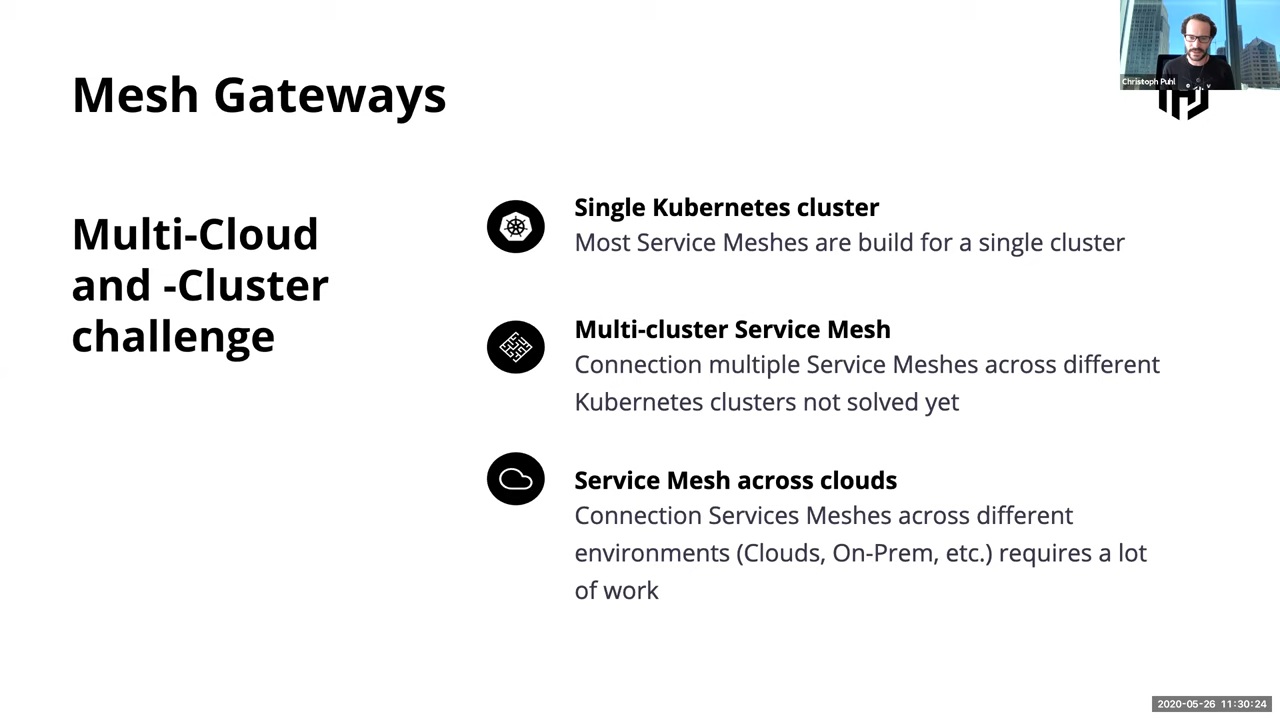 Mesh Gateways
Christoph Puhl
Multi-Cloud
and -Cluster
challenge
Single Kubernetes cluster
Most Service Meshes are build for a single cluster
Multi-cluster Service Mesh
Connection multiple Service Meshes across different
Kubernetes clusters not solved yet
Service Mesh across clouds
Connection Services Meshes across different
environments (Clouds, On-Prem, etc.) requires a lot
of work
2020-05-26 11:30:24